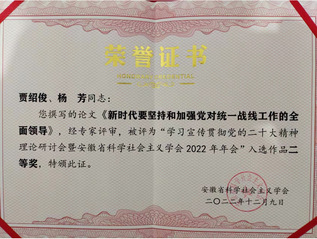 荣誉证书
贾绍俊、杨 芳同志：
您撰写的论文《新时代要坚持和加强党对统一战线工作的全
面领导》，经专家评审，被评为“学习宣传贯彻党的二十大精神
理论研讨会暨安徽省科学社会主义学会 2022 年年会”入选作品二
等奖，特颁此证。
安徽省科学社会主义学会
二〇二二年十二月九日